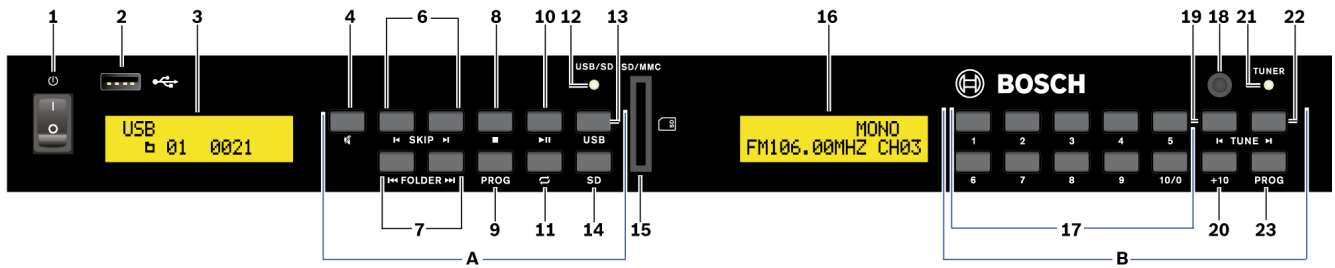 1 2 3 4 6 8 10 12 13 16 19 18 21 22
USB/SD SD/MMC
TUNER
BOSCH
USB
01 0021
MONO
FM106.00MHZ CH03
SKIP USB
1 2 3 4 5 TUNE
FOLDER PROG SD
6 7 8 9 10/0 +10 PROG
SD
7 9 11 14 15 17 20 23
A B